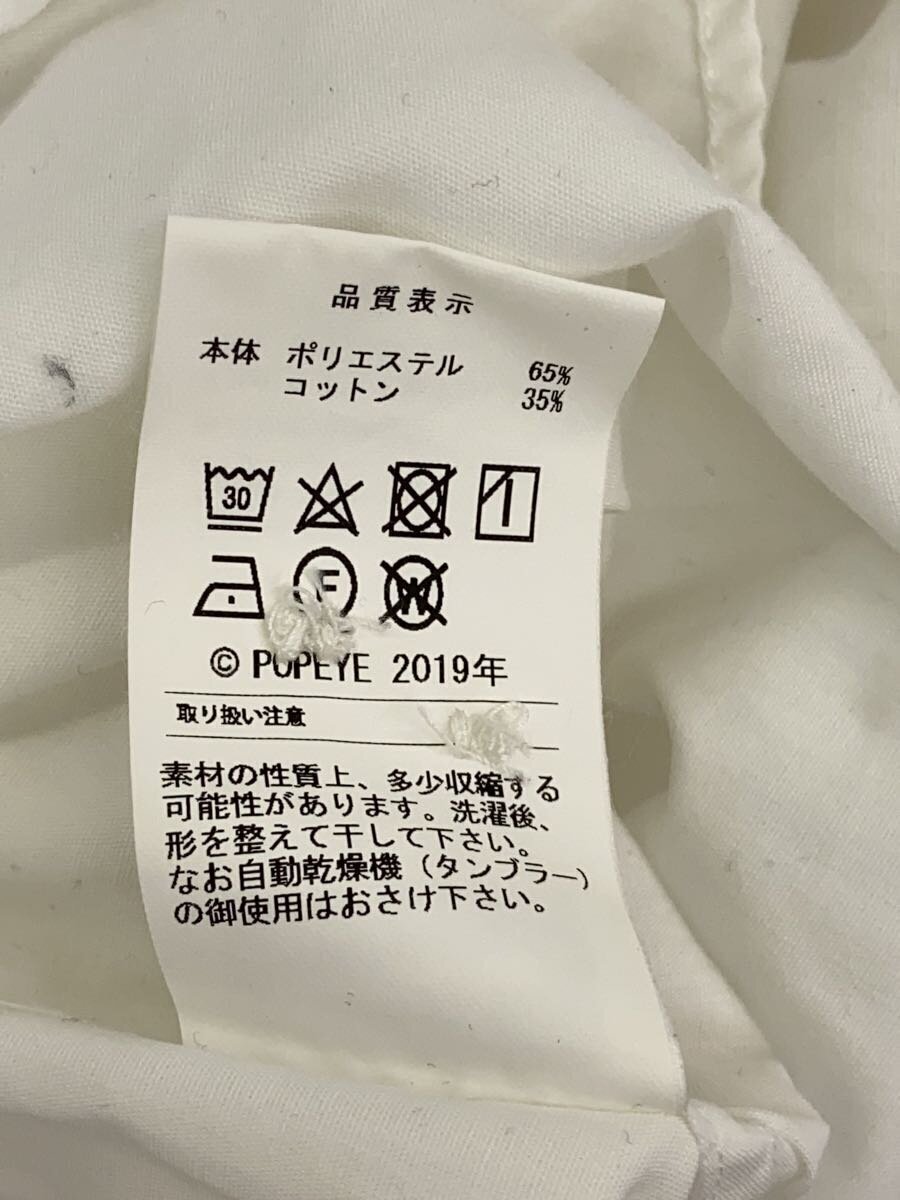 品質表示
本体 ポリエステル 65%
コットン 35%
30
F
W
© POPEYE 2019年
取り扱い注意
素材の性質上、多少収縮する
可能性があります。洗濯後、
形を整えて干して下さい。
なお自動乾燥機（タンブラー）
の御使用はおさけ下さい。